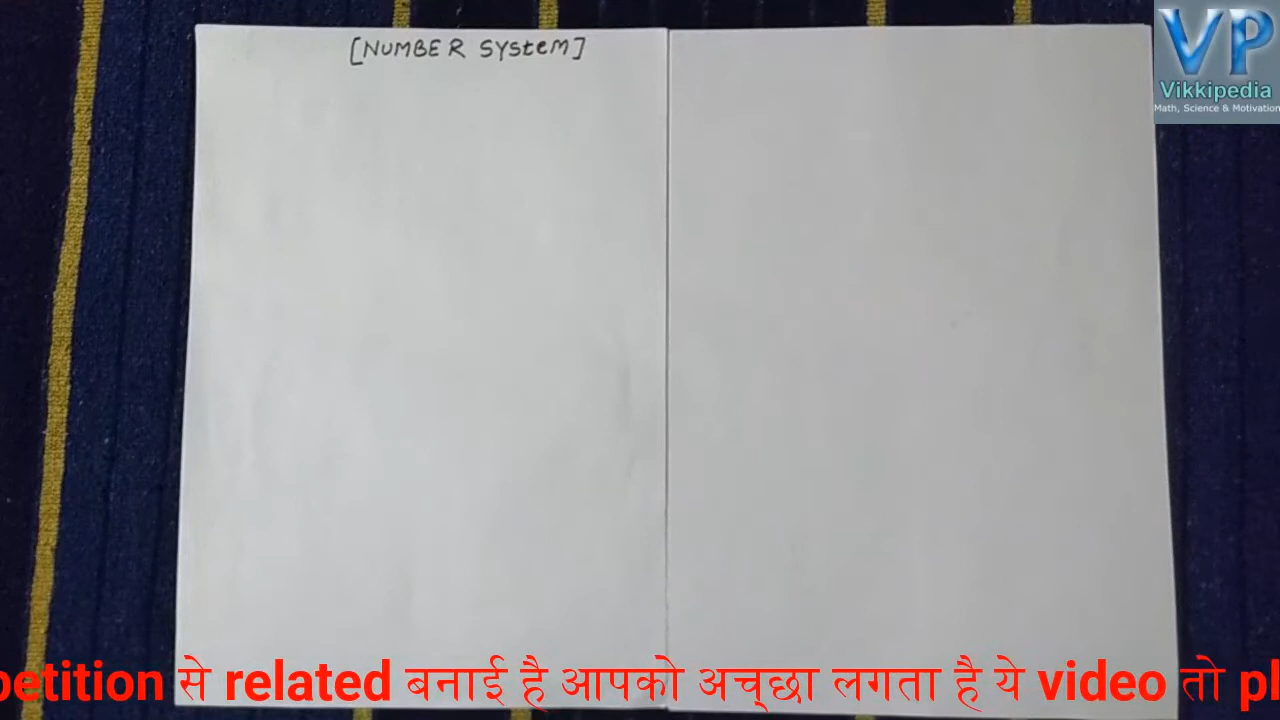 [NUMBER SYSteM]
VP
Vikkipedia
Math, Science & Motivation
petition से related बनाई है आपको अच्छा लगता है ये video तो pl